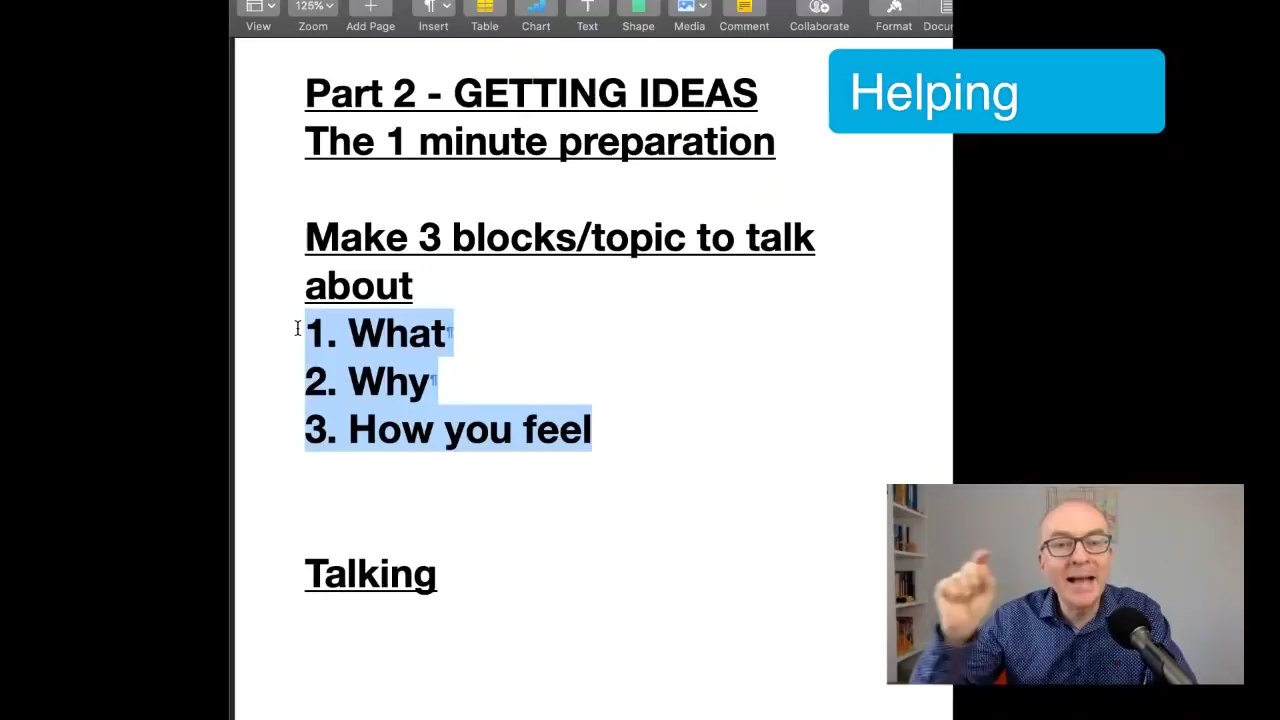 125%
View
Zoom
Add Page
Insert
Table
Chart
Text
Shape
Media
Comment
Collaborate
Format
Docu
Helping
Part 2 - GETTING IDEAS
The 1 minute preparation
Make 3 blocks/topic to talk
about
1. What
2. Why
3. How you feel
Talking